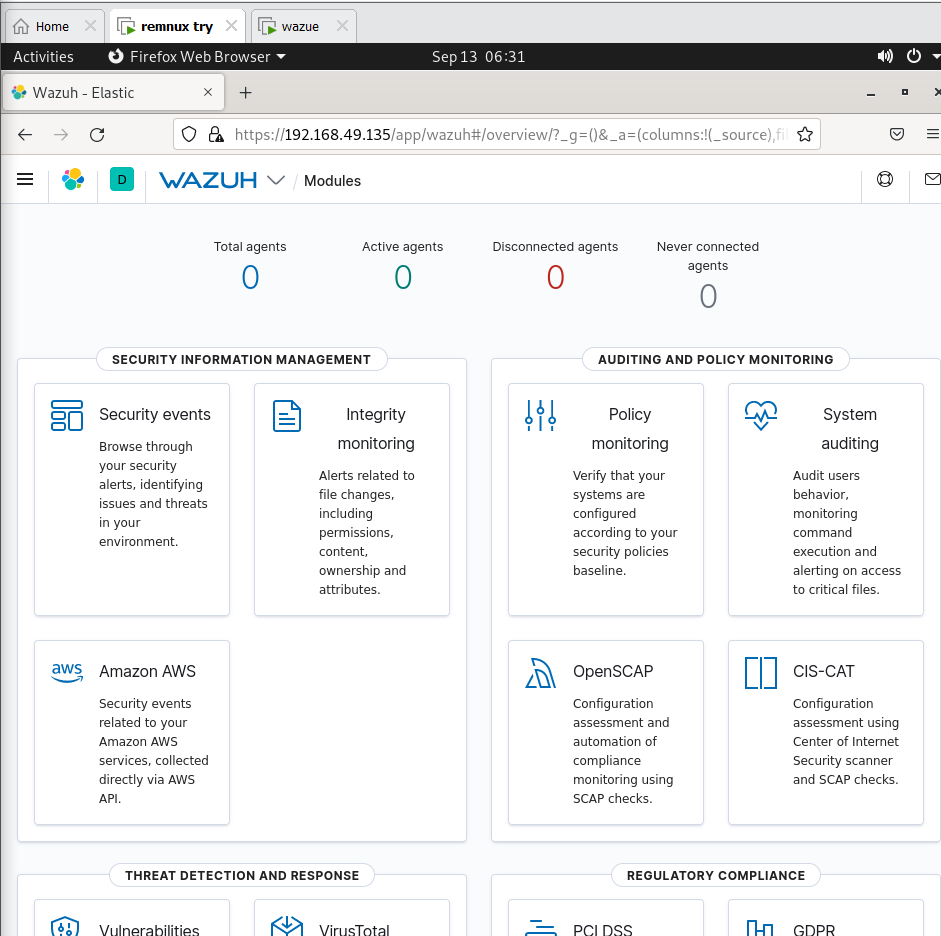 Home
remnux try
wazue
Activities
Firefox Web Browser
Sep 13 06:31
Wazuh - Elastic
https://192.168.49.135/app/wazuh#/overview/?_g=()&_a=(columns:!(_source),fil
D
WAZUH / Modules
Total agents
0
Active agents
0
Disconnected agents
0
Never connected
agents
0
SECURITY INFORMATION MANAGEMENT
Security events
Browse through
your security
alerts, identifying
issues and threats
in your
environment.
Integrity
monitoring
Alerts related to
file changes,
including
permissions,
content,
ownership and
attributes.
aws
Amazon AWS
Security events
related to your
Amazon AWS
services, collected
directly via AWS
API.
AUDITING AND POLICY MONITORING
Policy
monitoring
Verify that your
systems are
configured
according to your
security policies
baseline.
System
auditing
Audit users
behavior,
monitoring
command
execution and
alerting on access
to critical files.
OpenSCAP
Configuration
assessment and
automation of
compliance
monitoring using
SCAP checks.
CIS-CAT
Configuration
assessment using
Center of Internet
Security scanner
and SCAP checks.
THREAT DETECTION AND RESPONSE
Vulnerabilities
VirusTotal
REGULATORY COMPLIANCE
PCI DSS
GDPR